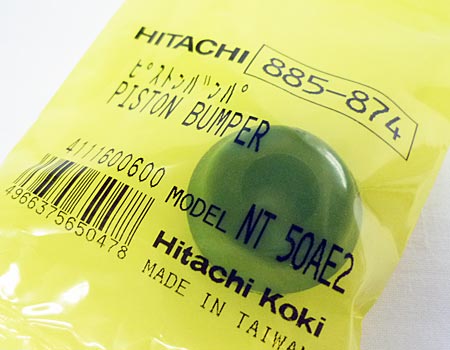 HITACHI 885-874
ピストンバンパ
PISTON BUMPER
4111600600
4966375650478
MODEL NT 50AE2
Hitachi Koki
MADE IN TAIWAN